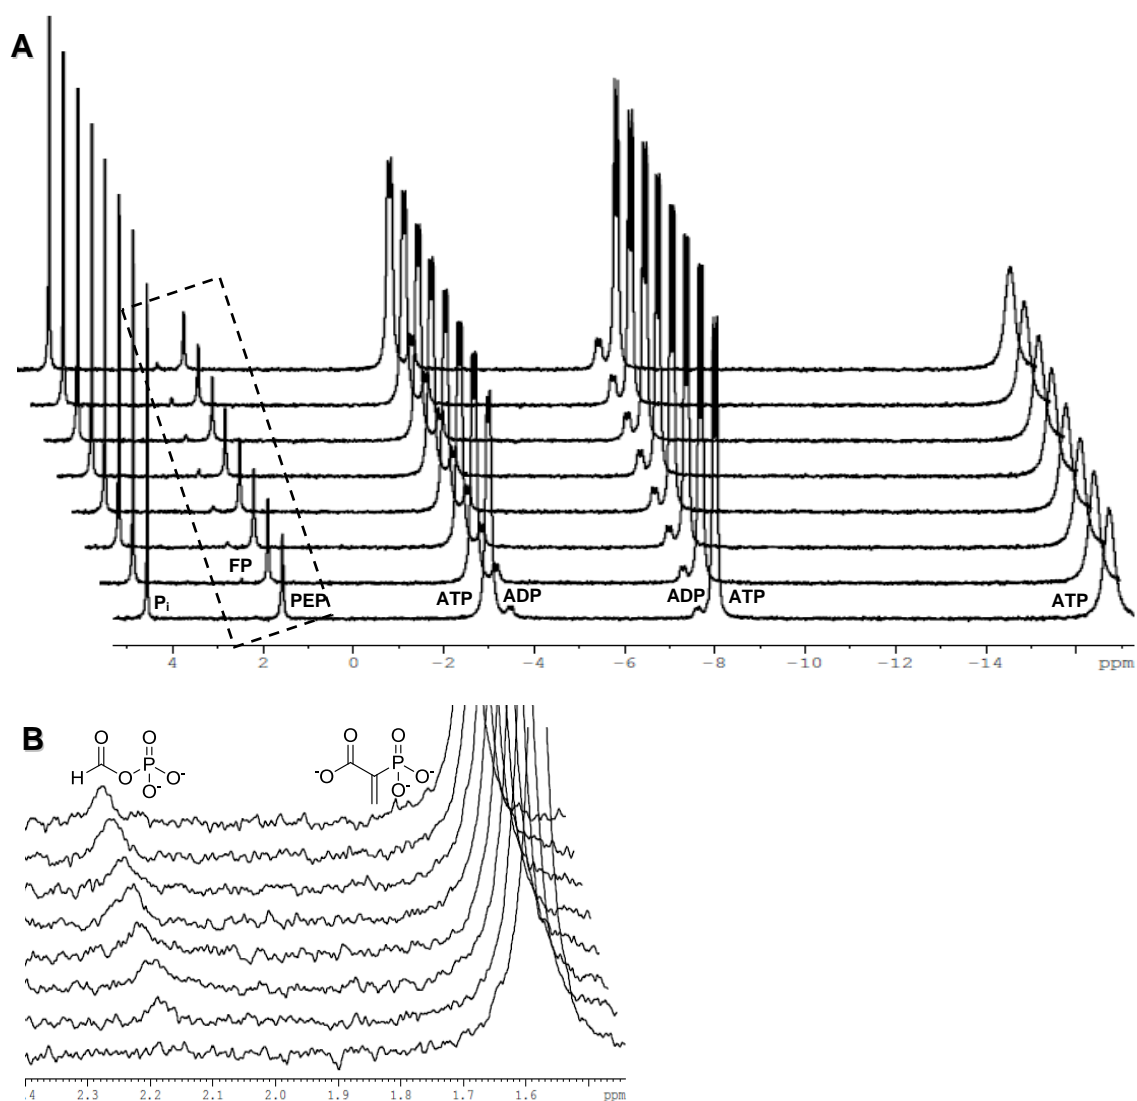 A
FP
Pi PEP ATP ADP ADP ATP ATP
4 2 0 -2 -4 -6 -8 -10 -12 -14 ppm
B
O O O O
H O P O- -O P O-
O- O-
.4 2.3 2.2 2.1 2.0 1.9 1.8 1.7 1.6 ppm